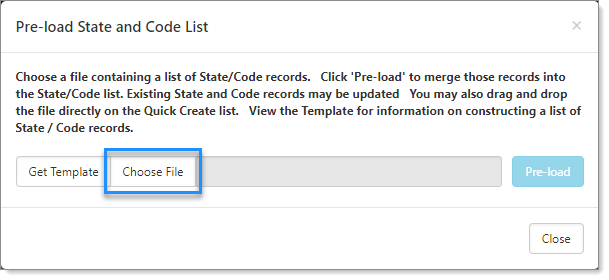 Pre-load State and Code List ×
Choose a file containing a list of State/Code records. Click 'Pre-load' to merge those records into
the State/Code list. Existing State and Code records may be updated You may also drag and drop
the file directly on the Quick Create list. View the Template for information on constructing a list of
State / Code records.
Get Template Choose File Pre-load
Close